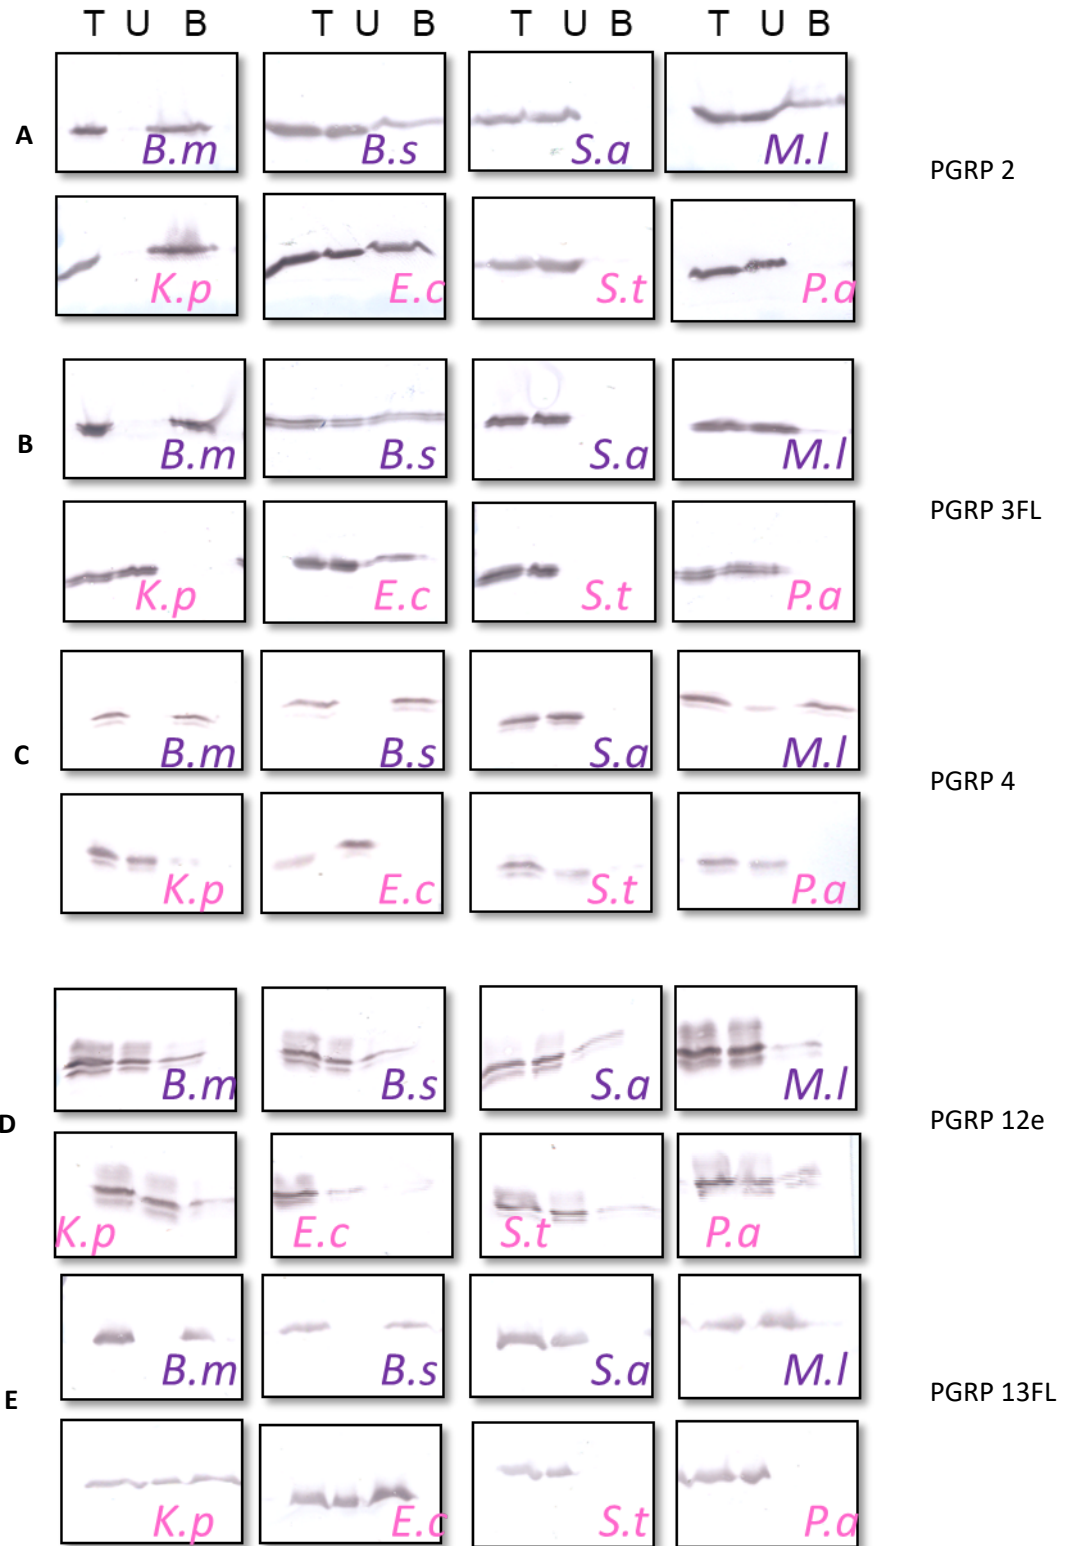 T U B T U B T U B T U B
A
B.m B.s S.a M.l
PGRP 2
K.p E.c S.t P.a
B
B.m B.s S.a M.l
PGRP 3FL
K.p E.c S.t P.a
C
B.m B.s S.a M.l
PGRP 4
K.p E.c S.t P.a
D
B.m B.s S.a M.l
PGRP 12e
K.p E.c S.t P.a
E
B.m B.s S.a M.l
PGRP 13FL
K.p E.c S.t P.a